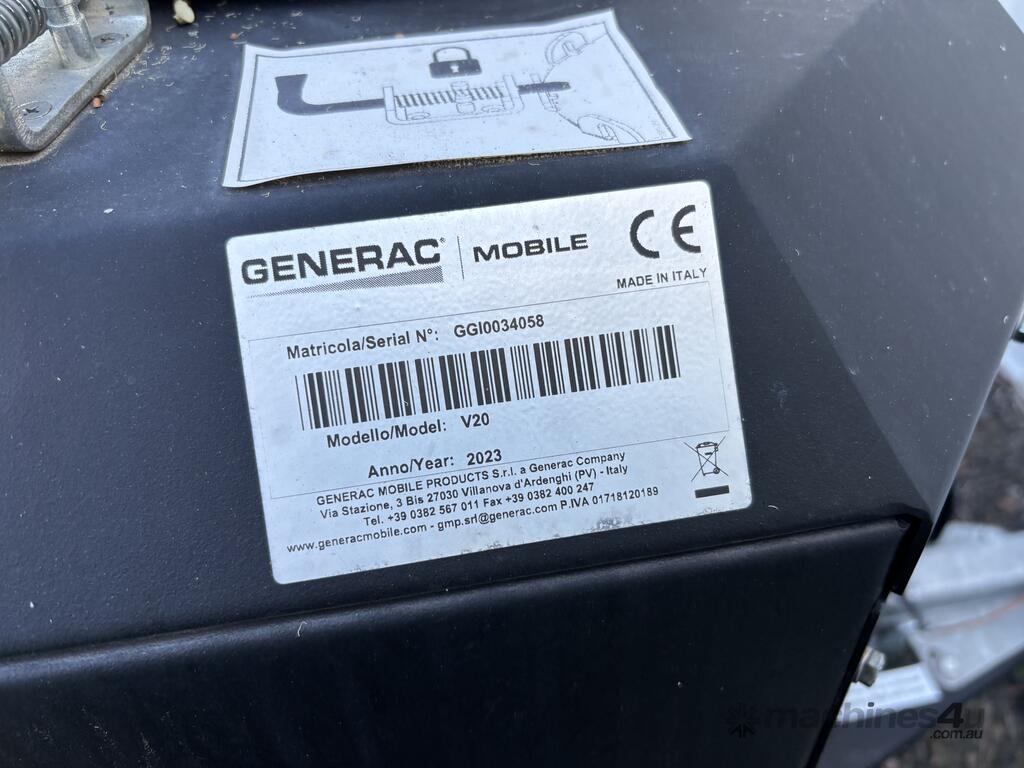 GENERAC® MOBILE CE
MADE IN ITALY
Matricola/Serial N°: GGI0034058
Modello/Model: V20
Anno/Year: 2023
GENERAC MOBILE PRODUCTS S.r.l. a Generac Company
Via Stazione, 3 Bis 27030 Villanova d'Ardenghi (PV) - Italy
Tel. +39 0382 567 011 Fax +39 0382 400 247
www.generacmobile.com - gmp.srl@generac.com P.IVA 01718120189
machines4u
.com.au